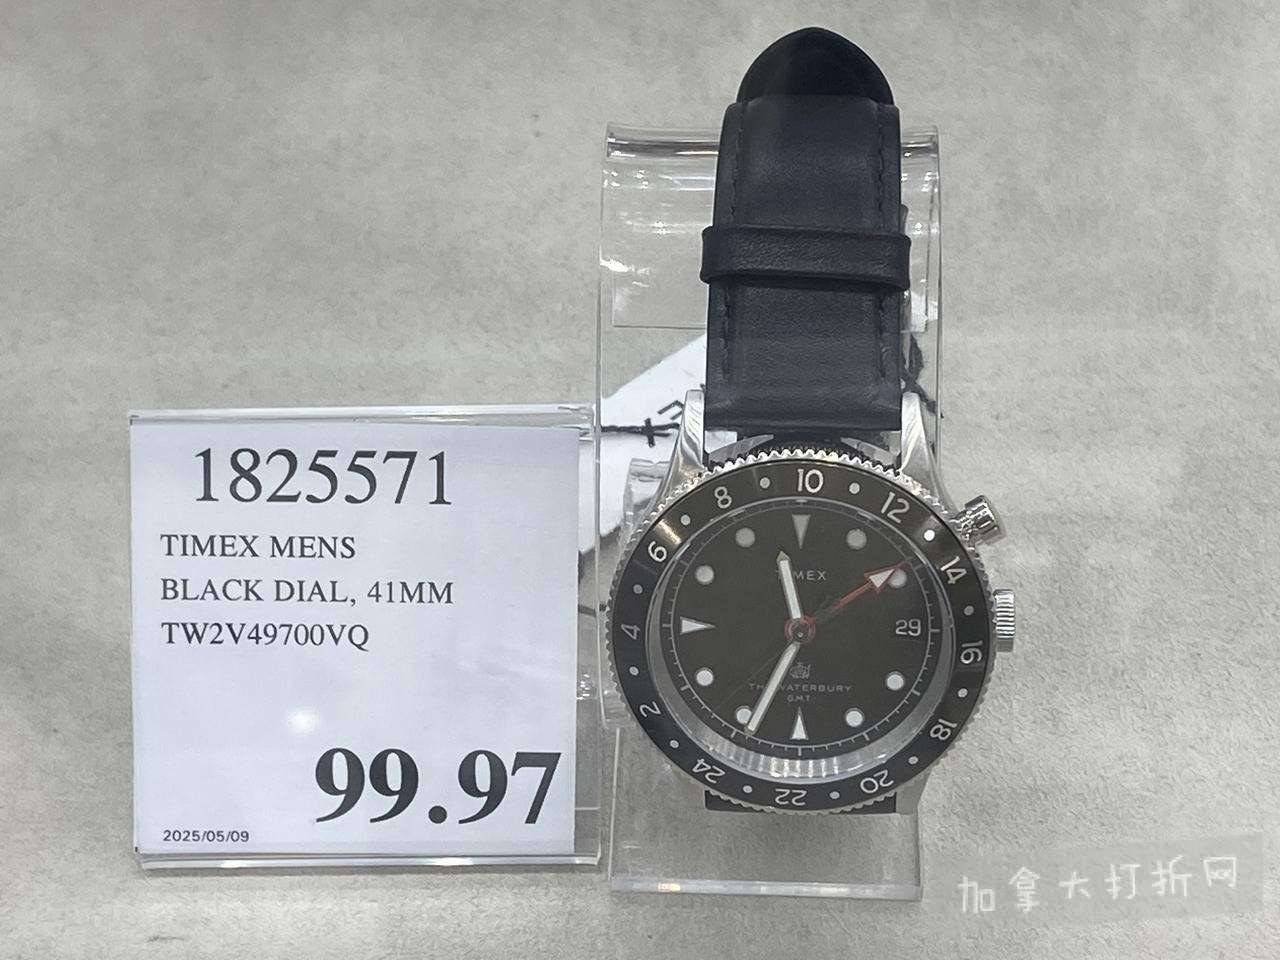 1825571
TIMEX MENS
BLACK DIAL, 41MM
TW2V49700VQ
99.97
2025/05/09
10
12
14
16
18
20
22
24
2
4
6
8
TIMEX
29
THE WATERBURY
G.M.T.
加拿大打折网